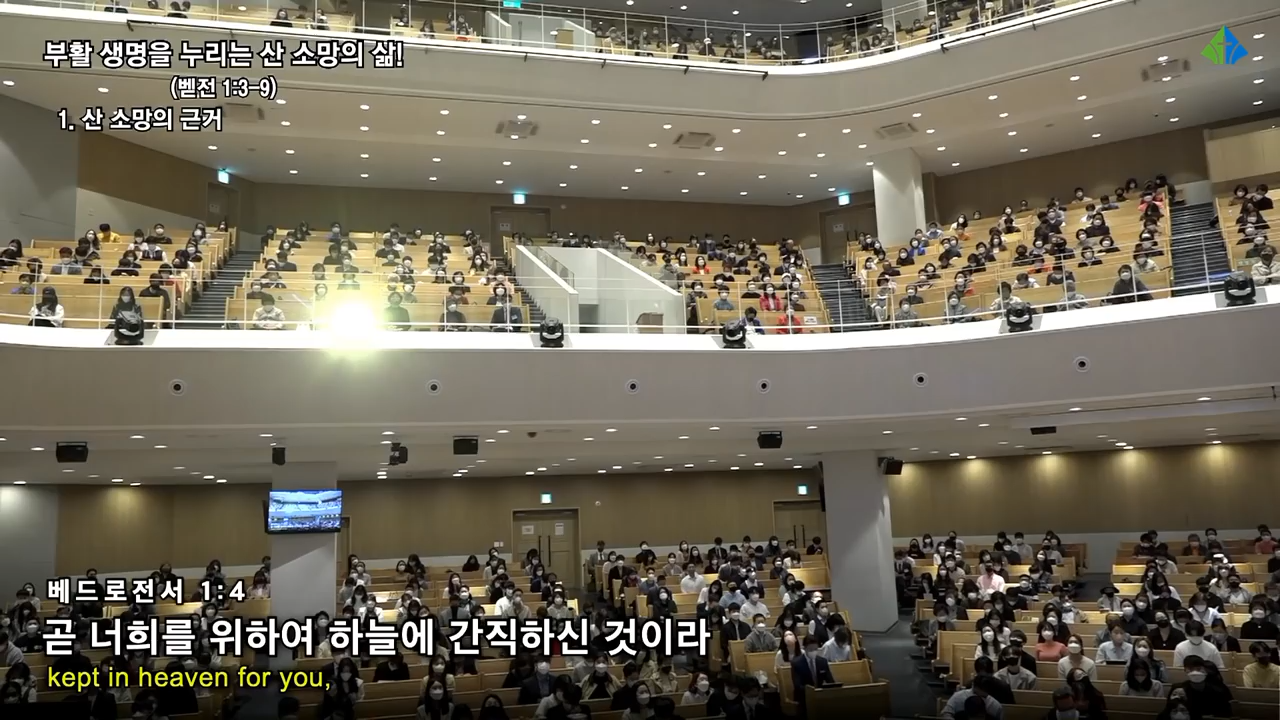 부활 생명을 누리는 산 소망의 삶!
(벧전 1:3-9)
1. 산 소망의 근거
베드로전서 1:4
곧 너희를 위하여 하늘에 간직하신 것이라
kept in heaven for you,